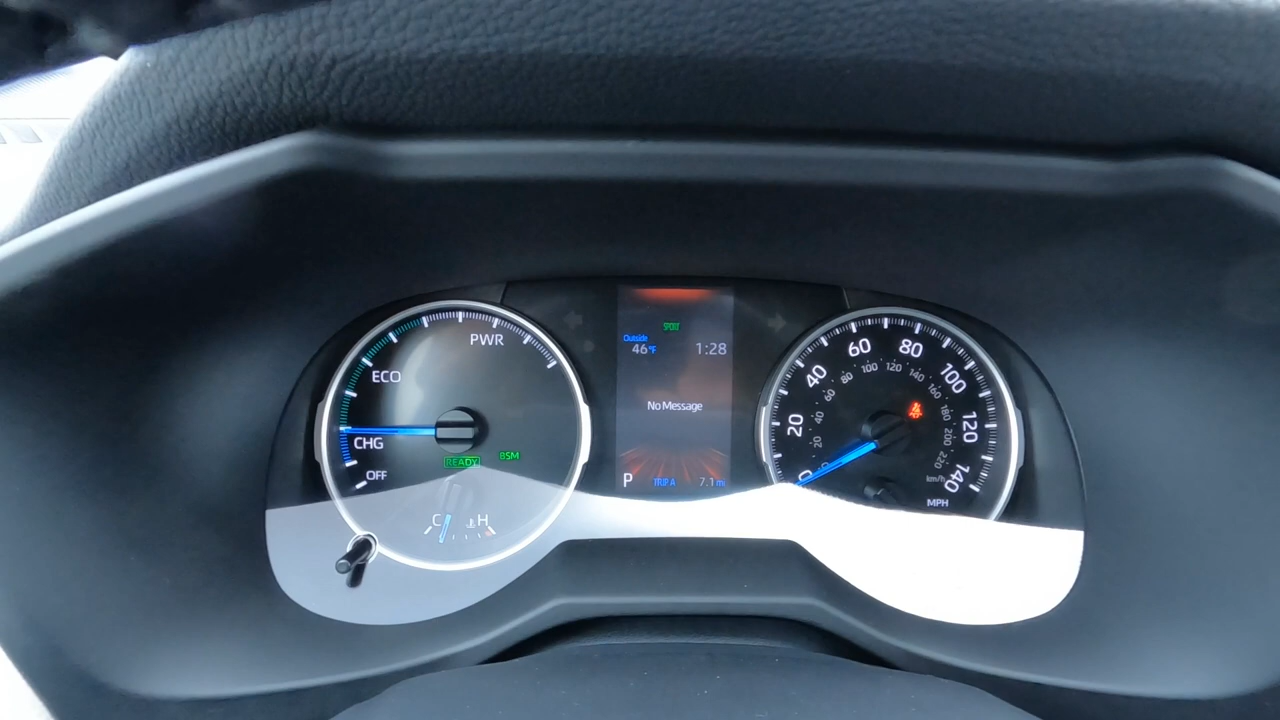 PWR
ECO
CHG
OFF
READY BSM
C H
SPORT
Outside
46°F 1:28
No Message
P TRIP A 7.1 mi
0 20 40 60 80 100 120 140
20 40 60 80 100 120 140 160 180 200 220
km/h
MPH